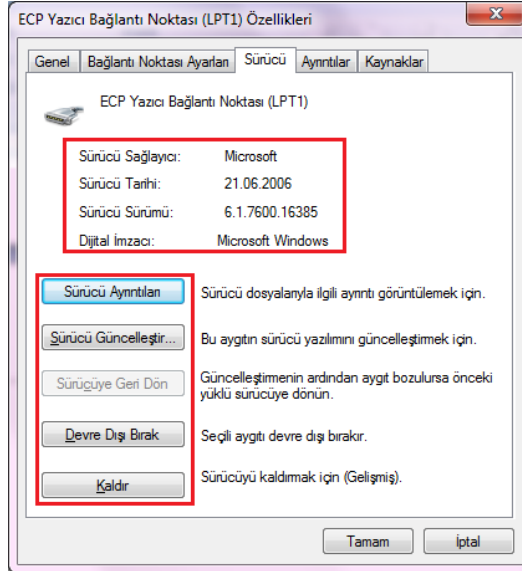 ECP Yazıcı Bağlantı Noktası (LPT1) Özellikleri
Genel Bağlantı Noktası Ayarları Sürücü Ayrıntılar Kaynaklar
ECP Yazıcı Bağlantı Noktası (LPT1)
Sürücü Sağlayıcı: Microsoft
Sürücü Tarihi: 21.06.2006
Sürücü Sürümü: 6.1.7600.16385
Dijital İmzacı: Microsoft Windows
Sürücü Ayrıntıları Sürücü dosyalarıyla ilgili ayrıntı görüntülemek için.
Sürücü Güncelleştir... Bu aygıtın sürücü yazılımını güncelleştirmek için.
Sürücüye Geri Dön Güncelleştirmenin ardından aygıt bozulursa önceki
yüklü sürücüye dönün.
Devre Dışı Bırak Seçili aygıtı devre dışı bırakır.
Kaldır Sürücüyü kaldırmak için (Gelişmiş).
Tamam İptal